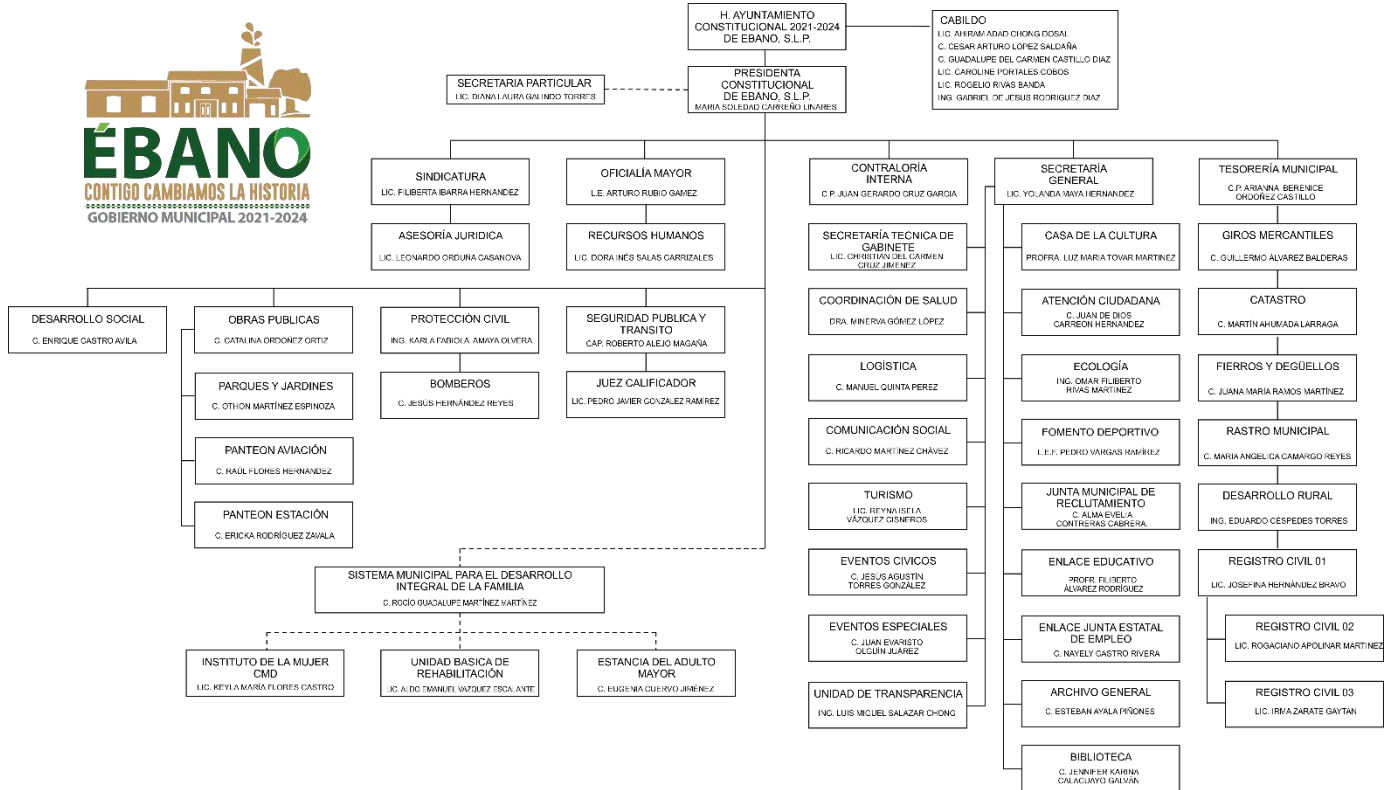 H. AYUNTAMIENTO
CONSTITUCIONAL 2021-2024
DE EBANO, S.L.P.
CABILDO
LIC. AHIRAM ADAD CHONG DOSAL
C. CESAR ARTURO LOPEZ SALDAÑA
C. GUADALUPE DEL CARMEN CASTILLO DIAZ
LIC. CAROLINE PORTALES COBOS
LIC. ROGELIO RIVAS BANDA
ING. GABRIEL DE JESUS RODRIGUEZ DIAZ
SECRETARIA PARTICULAR
LIC. DIANA LAURA GALINDO TORRES
PRESIDENTA
CONSTITUCIONAL
DE EBANO, S.L.P.
MARIA SOLEDAD CARREÑO LINARES
ÉBANO
CONTIGO CAMBIAMOS LA HISTORIA
GOBIERNO MUNICIPAL 2021-2024
SINDICATURA
LIC. FILIBERTA IBARRA HERNANDEZ
OFICIALÍA MAYOR
L.E. ARTURO RUBIO GAMEZ
CONTRALORÍA
INTERNA
C.P. JUAN GERARDO CRUZ GARCIA
SECRETARÍA
GENERAL
LIC. YOLANDA MAYA HERNANDEZ
TESORERÍA MUNICIPAL
C.P. ARIANNA BERENICE
ORDOÑEZ CASTILLO
ASESORÍA JURIDICA
LIC. LEONARDO ORDUÑA CASANOVA
RECURSOS HUMANOS
LIC. DORA INÉS SALAS CARRIZALES
SECRETARÍA TECNICA DE
GABINETE
LIC. CHRISTIAN DEL CARMEN
CRUZ JIMENEZ
CASA DE LA CULTURA
PROFRA. LUZ MARIA TOVAR MARTINEZ
GIROS MERCANTILES
C. GUILLERMO ÁLVAREZ BALDERAS
DESARROLLO SOCIAL
C. ENRIQUE CASTRO AVILA
OBRAS PUBLICAS
C. CATALINA ORDOÑEZ ORTIZ
PROTECCIÓN CIVIL
ING. KARLA FABIOLA AMAYA OLVERA
SEGURIDAD PUBLICA Y
TRANSITO
CAP. ROBERTO ALEJO MAGAÑA
COORDINACIÓN DE SALUD
DRA. MINERVA GÓMEZ LÓPEZ
ATENCIÓN CIUDADANA
C. JUAN DE DIOS
CARREON HERNANDEZ
CATASTRO
C. MARTÍN AHUMADA LARRAGA
PARQUES Y JARDINES
C. OTHON MARTÍNEZ ESPINOZA
BOMBEROS
C. JESÚS HERNÁNDEZ REYES
JUEZ CALIFICADOR
LIC. PEDRO JAVIER GONZALEZ RAMÍREZ
LOGÍSTICA
C. MANUEL QUINTA PEREZ
ECOLOGÍA
ING. OMAR FILIBERTO
RIVAS MARTINEZ
FIERROS Y DEGÜELLOS
C. JUANA MARÍA RAMOS MARTÍNEZ
PANTEON AVIACIÓN
C. RAÚL FLORES HERNANDEZ
COMUNICACIÓN SOCIAL
C. RICARDO MARTÍNEZ CHÁVEZ
FOMENTO DEPORTIVO
L.E.F. PEDRO VARGAS RAMÍREZ
RASTRO MUNICIPAL
C. MARIA ANGELICA CAMARGO REYES
PANTEON ESTACIÓN
C. ERICKA RODRÍGUEZ ZAVALA
TURISMO
LIC. REYNA ISELA
VÁZQUEZ CISNEROS
JUNTA MUNICIPAL DE
RECLUTAMIENTO
C. ALMA EVELIA
CONTRERAS CABRERA.
DESARROLLO RURAL
ING. EDUARDO CÉSPEDES TORRES
SISTEMA MUNICIPAL PARA EL DESARROLLO
INTEGRAL DE LA FAMILIA
C. ROCÍO GUADALUPE MARTÍNEZ MARTÍNEZ
EVENTOS CIVICOS
C. JESÚS AGUSTÍN
TORRES GONZÁLEZ
ENLACE EDUCATIVO
PROFR. FILIBERTO
ÁLVAREZ RODRÍGUEZ
REGISTRO CIVIL 01
LIC. JOSEFINA HERNÁNDEZ BRAVO
EVENTOS ESPECIALES
C. JUAN EVARISTO
OLGUÍN JUÁREZ
ENLACE JUNTA ESTATAL
DE EMPLEO
C. NAYELY CASTRO RIVERA
REGISTRO CIVIL 02
LIC. ROGACIANO APOLINAR MARTINEZ
INSTITUTO DE LA MUJER
CMD
LIC. KEYLA MARÍA FLORES CASTRO
UNIDAD BASICA DE
REHABILITACIÓN
LIC. ALDO EMANUEL VAZQUEZ ESCALANTE
ESTANCIA DEL ADULTO
MAYOR
C. EUGENIA CUERVO JIMÉNEZ
UNIDAD DE TRANSPARENCIA
ING. LUIS MIGUEL SALAZAR CHONG
ARCHIVO GENERAL
C. ESTEBAN AYALA PIÑONES
REGISTRO CIVIL 03
LIC. IRMA ZARATE GAYTAN
BIBLIOTECA
C. JENNIFER KARINA
CALACUAYO GALVÁN